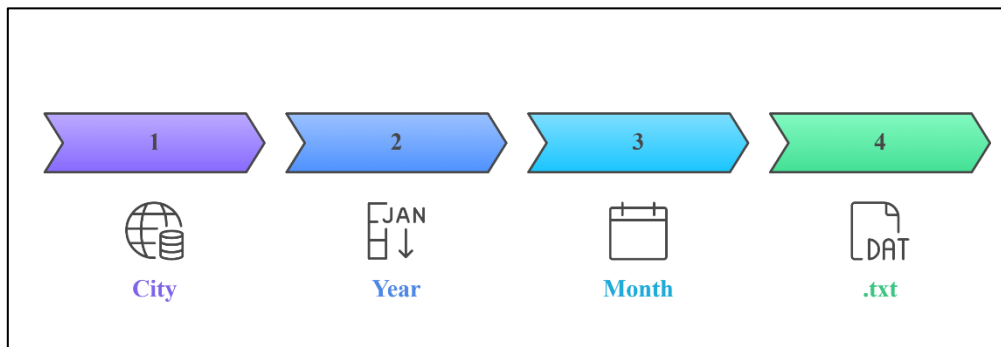 1
2
3
4
JAN
DAT
City
Year
Month
.txt